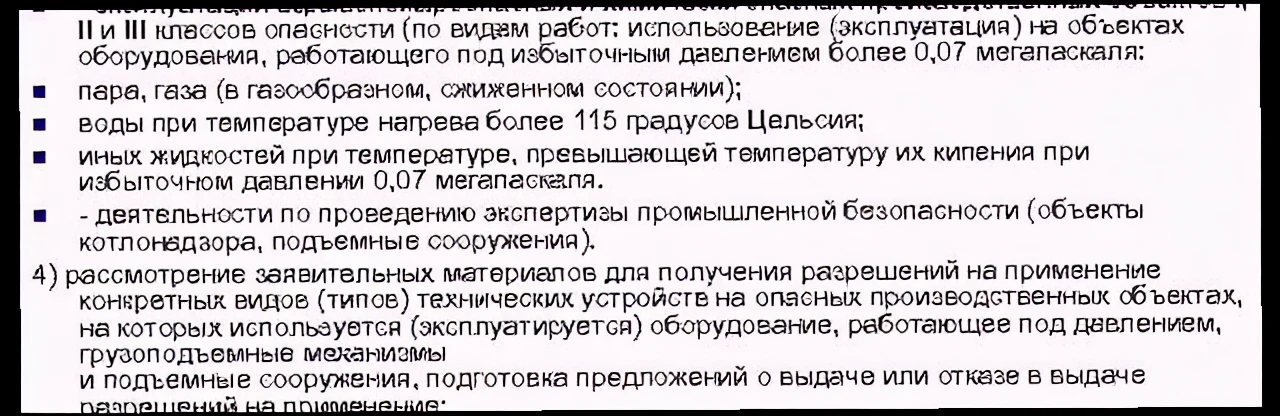 II и III классов опасности (по видам работ: использование (эксплуатация) на объектах
оборудования, работающего под избыточным давлением более 0,07 мегапаскаля:
■ пара, газа (в газообразном, сжиженном состоянии);
■ воды при температуре нагрева более 115 градусов Цельсия;
■ иных жидкостей при температуре, превышающей температуру их кипения при
избыточном давлении 0,07 мегапаскаля.
■ - деятельности по проведению экспертизы промышленной безопасности (объекты
котлонадзора, подъемные сооружения).
4) рассмотрение заявительных материалов для получения разрешений на применение
конкретных видов (типов) технических устройств на опасных производственных объектах,
на которых используется (эксплуатируется) оборудование, работающее под давлением,
грузоподъемные механизмы
и подъемные сооружения, подготовка предложений о выдаче или отказе в выдаче
разрешений на применение;